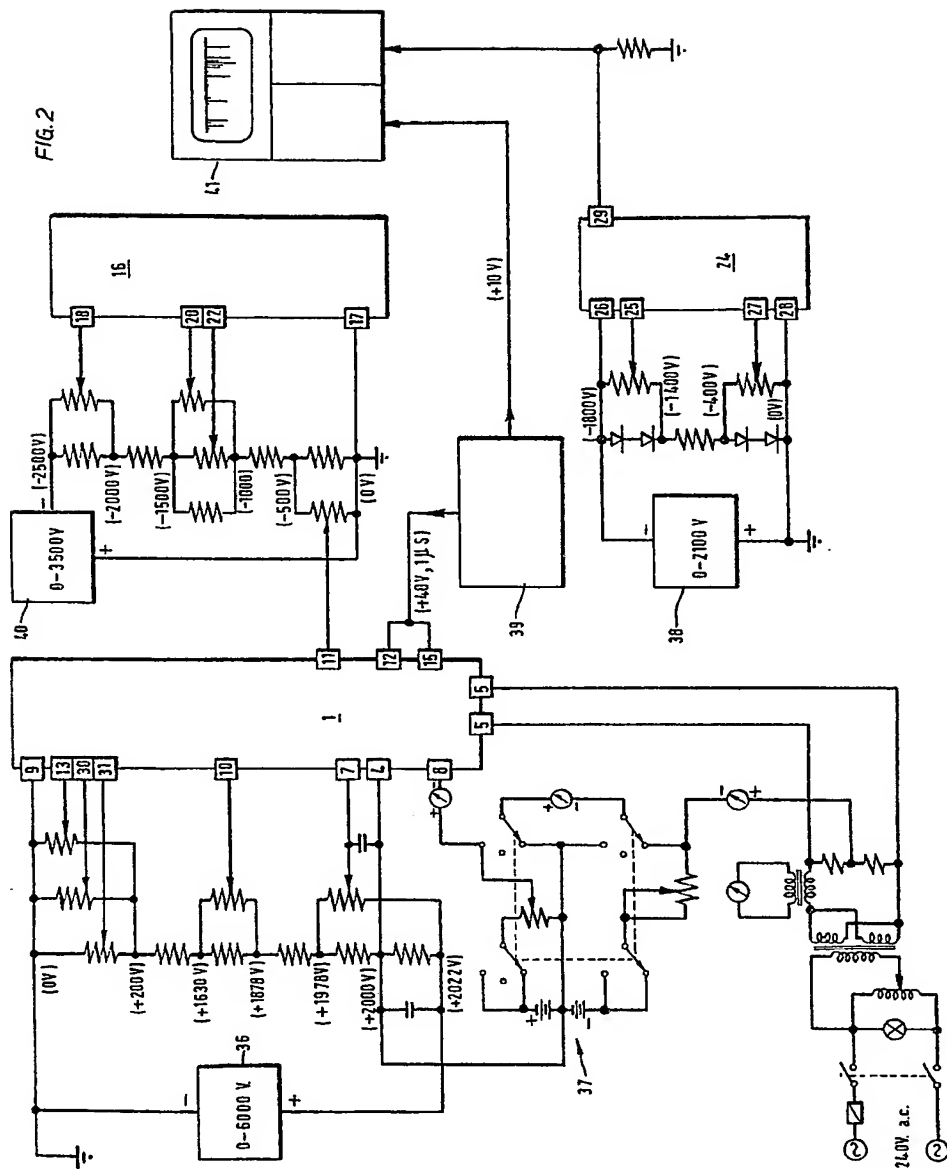 FIG. 2
41
16
18
20
22
17
(-2500V)
(-2000V)
(-1500V)
(-1000)
(-500V)
(0V)
0-3500V
-
+
40
(+10V)
29
24
26
25
27
28
(-1800V)
(-1400V)
(-400V)
(0V)
0-2100V
-
+
38
39
(+40V, 1µS)
1
11
12
15
5
5
9
13
30
31
10
7
4
8
(0V)
(+200V)
(+1630V)
(+1878V)
(+1978V)
(+2000V)
(+2022V)
0-6000 V.
-
+
36
+
-
+
-
+
-
-
+
37
240V. a.c.